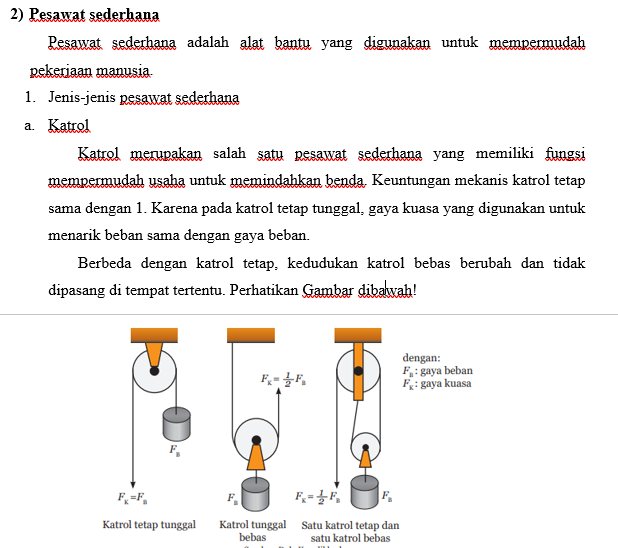 2) Pesawat sederhana
Pesawat sederhana adalah alat bantu yang digunakan untuk mempermudah
pekerjaan manusia.
1. Jenis-jenis pesawat sederhana
a. Katrol
Katrol merupakan salah satu pesawat sederhana yang memiliki fungsi
mempermudah usaha untuk memindahkan benda. Keuntungan mekanis katrol tetap
sama dengan 1. Karena pada katrol tetap tunggal, gaya kuasa yang digunakan untuk
menarik beban sama dengan gaya beban.
Berbeda dengan katrol tetap, kedudukan katrol bebas berubah dan tidak
dipasang di tempat tertentu. Perhatikan Gambar dibawah!
dengan:
F_B : gaya beban
F_K : gaya kuasa
F_K = 1/2 F_B
F_B
F_K = F_B
F_B
F_K = 1/2 F_B
F_B
Katrol tetap tunggal
Katrol tunggal
bebas
Satu katrol tetap dan
satu katrol bebas